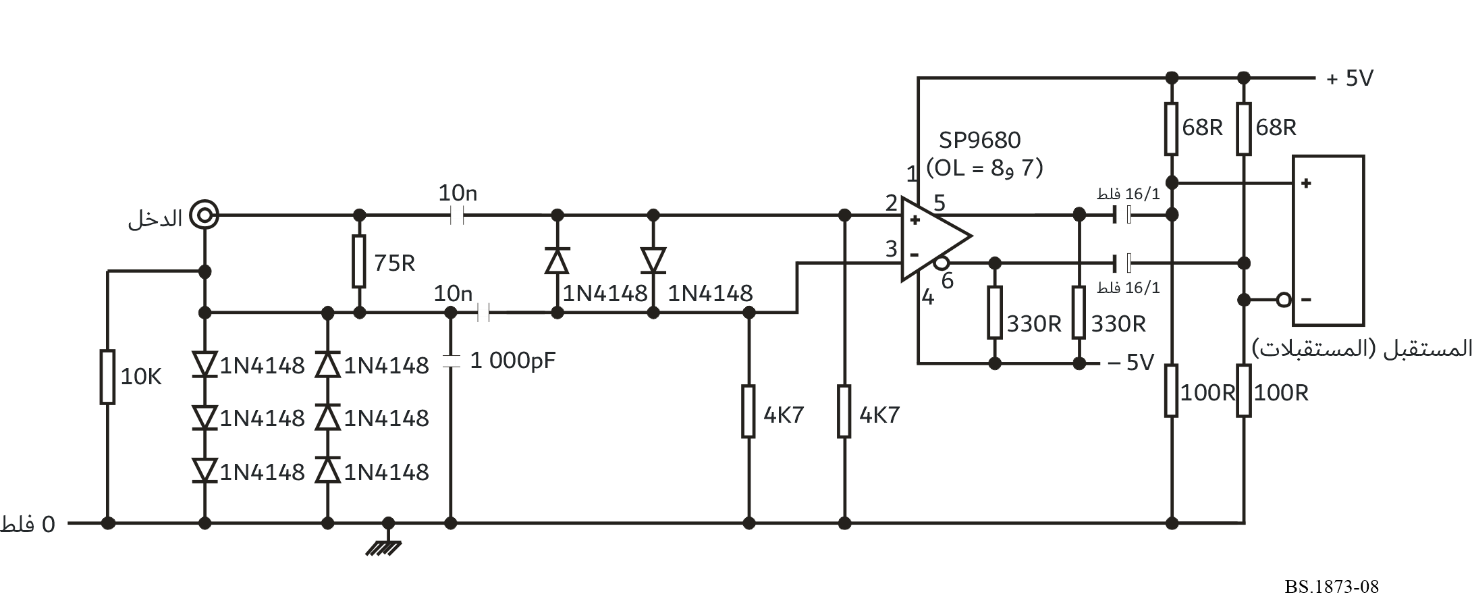 + 5V
68R
68R
SP9680
(OL = 8و 7)
1
10n
2
5
16/1 فلط
+
+
الدخل
75R
3
-
6
10n
1N4148
1N4148
4
16/1 فلط
-
330R
330R
المستقبل (المستقبلات)
1N4148
1N4148
1 000pF
– 5V
10K
100R
100R
1N4148
1N4148
4K7
4K7
1N4148
1N4148
0 فلط
BS.1873-08